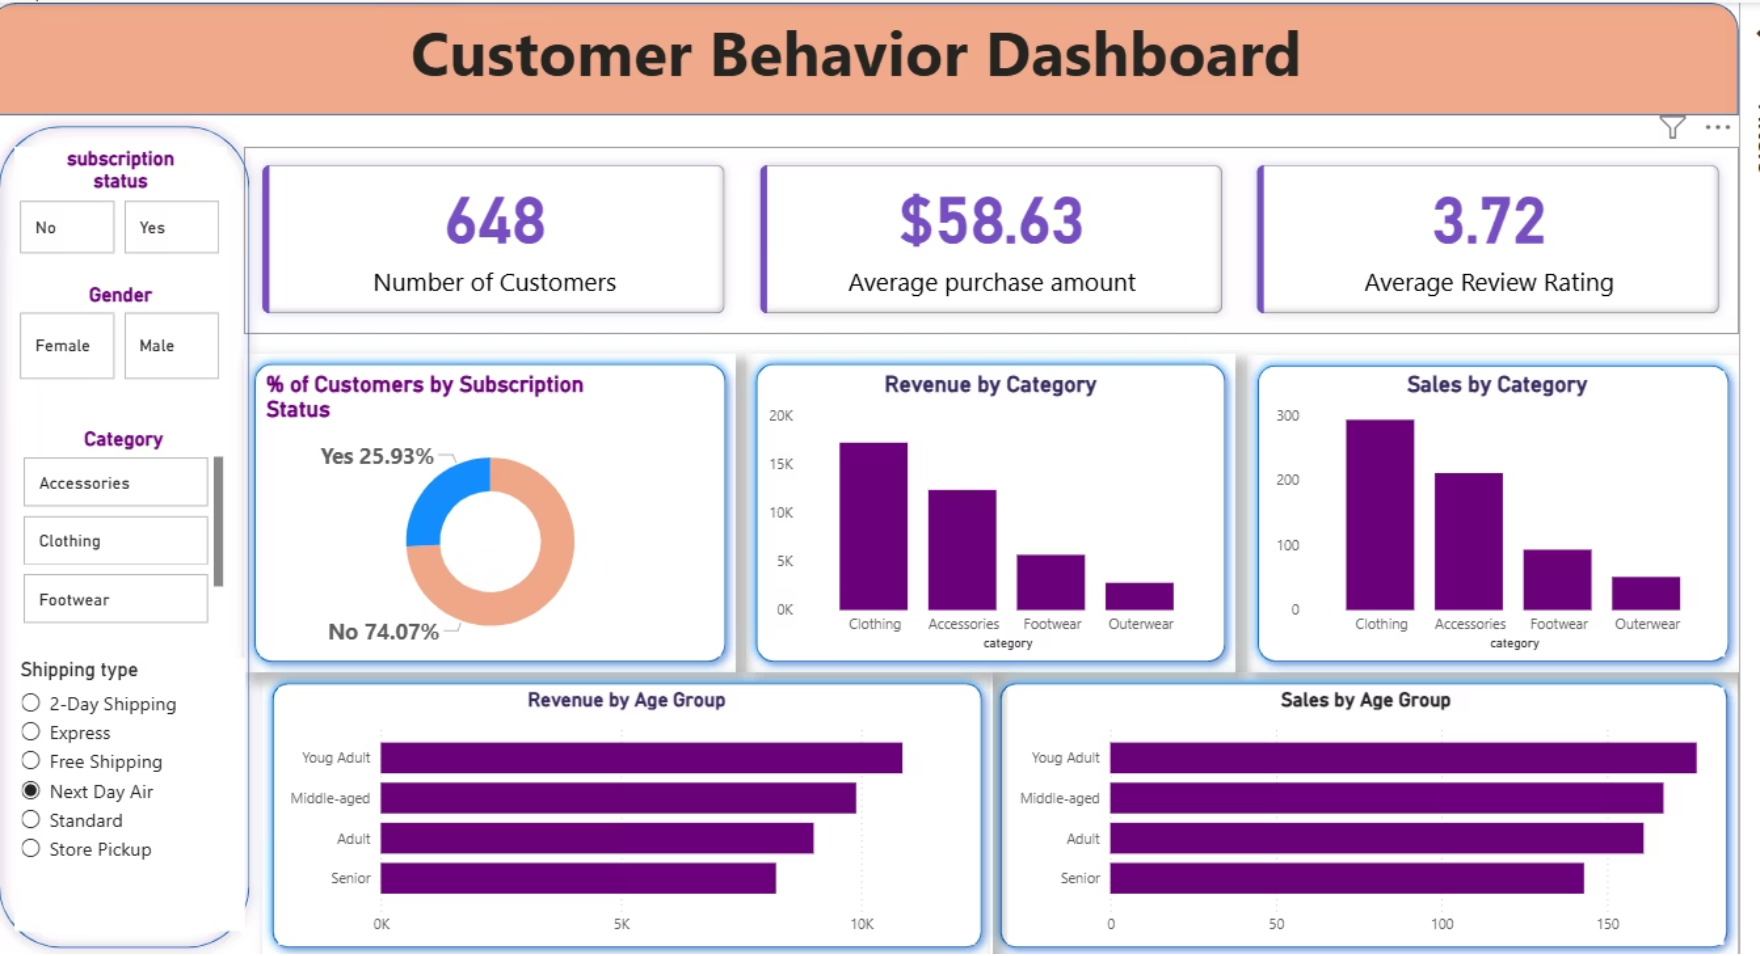 Customer Behavior Dashboard
subscription
status
No
Yes
Gender
Female
Male
Category
Accessories
Clothing
Footwear
Shipping type
2-Day Shipping
Express
Free Shipping
Next Day Air
Standard
Store Pickup
648
Number of Customers
$58.63
Average purchase amount
3.72
Average Review Rating
% of Customers by Subscription
Status
Yes 25.93%
No 74.07%
Revenue by Category
20K
15K
10K
5K
0K
Clothing
Accessories
Footwear
Outerwear
category
Sales by Category
300
200
100
0
Clothing
Accessories
Footwear
Outerwear
category
Revenue by Age Group
Youg Adult
Middle-aged
Adult
Senior
0K
5K
10K
Sales by Age Group
Youg Adult
Middle-aged
Adult
Senior
0
50
100
150